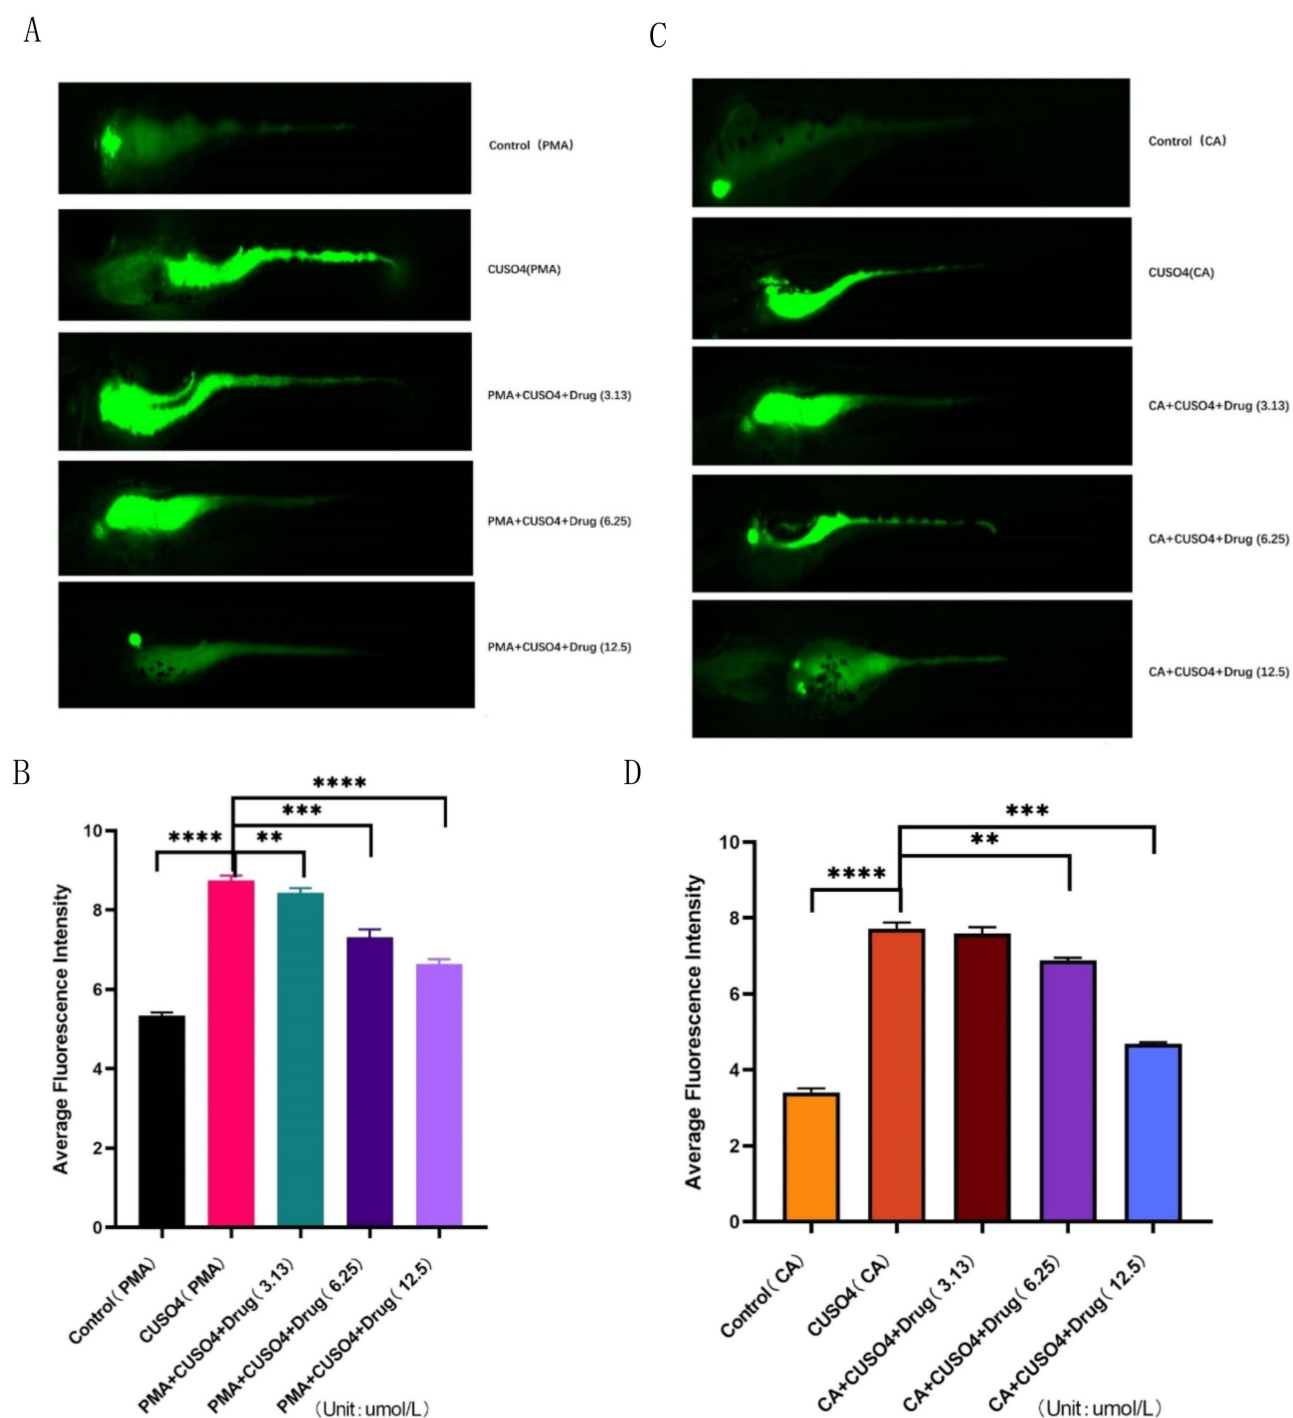 A
Control (PMA)
CUSO4(PMA)
PMA+CUSO4+Drug (3.13)
PMA+CUSO4+Drug (6.25)
PMA+CUSO4+Drug (12.5)
C
Control (CA)
CUSO4(CA)
CA+CUSO4+Drug (3.13)
CA+CUSO4+Drug (6.25)
CA+CUSO4+Drug (12.5)
B
****
***
**** **
Average Fluorescence Intensity
10
8
6
4
2
0
Control(PMA)
CUSO4(PMA)
PMA+CUSO4+Drug(3.13)
PMA+CUSO4+Drug(6.25)
PMA+CUSO4+Drug(12.5)
(Unit:umol/L)
D
***
**
****
Average Fluorescence Intensity
10
8
6
4
2
0
Control(CA)
CUSO4(CA)
CA+CUSO4+Drug(3.13)
CA+CUSO4+Drug(6.25)
CA+CUSO4+Drug(12.5)
(Unit:umol/L)